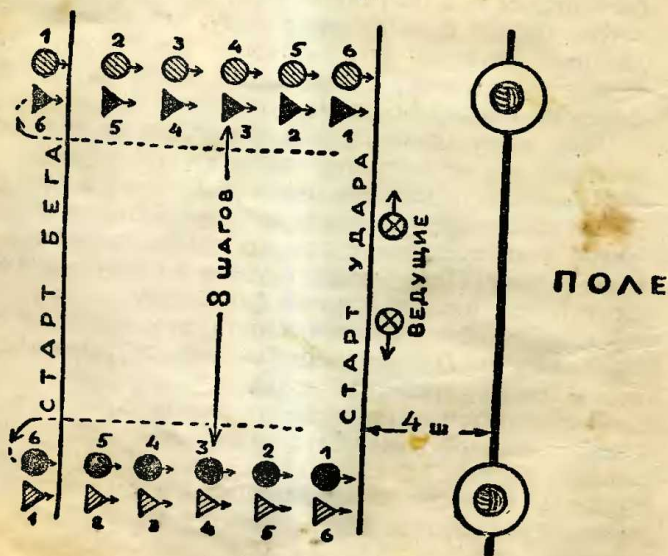 1 2 3 4 5 6
6 5 4 3 2 1
СТАРТ БЕГА
8 ШАГОВ
СТАРТ УДАРА
ВЕДУЩИЕ
ПОЛЕ
4 Ш
6 5 4 3 2 1
1 2 3 4 5 6